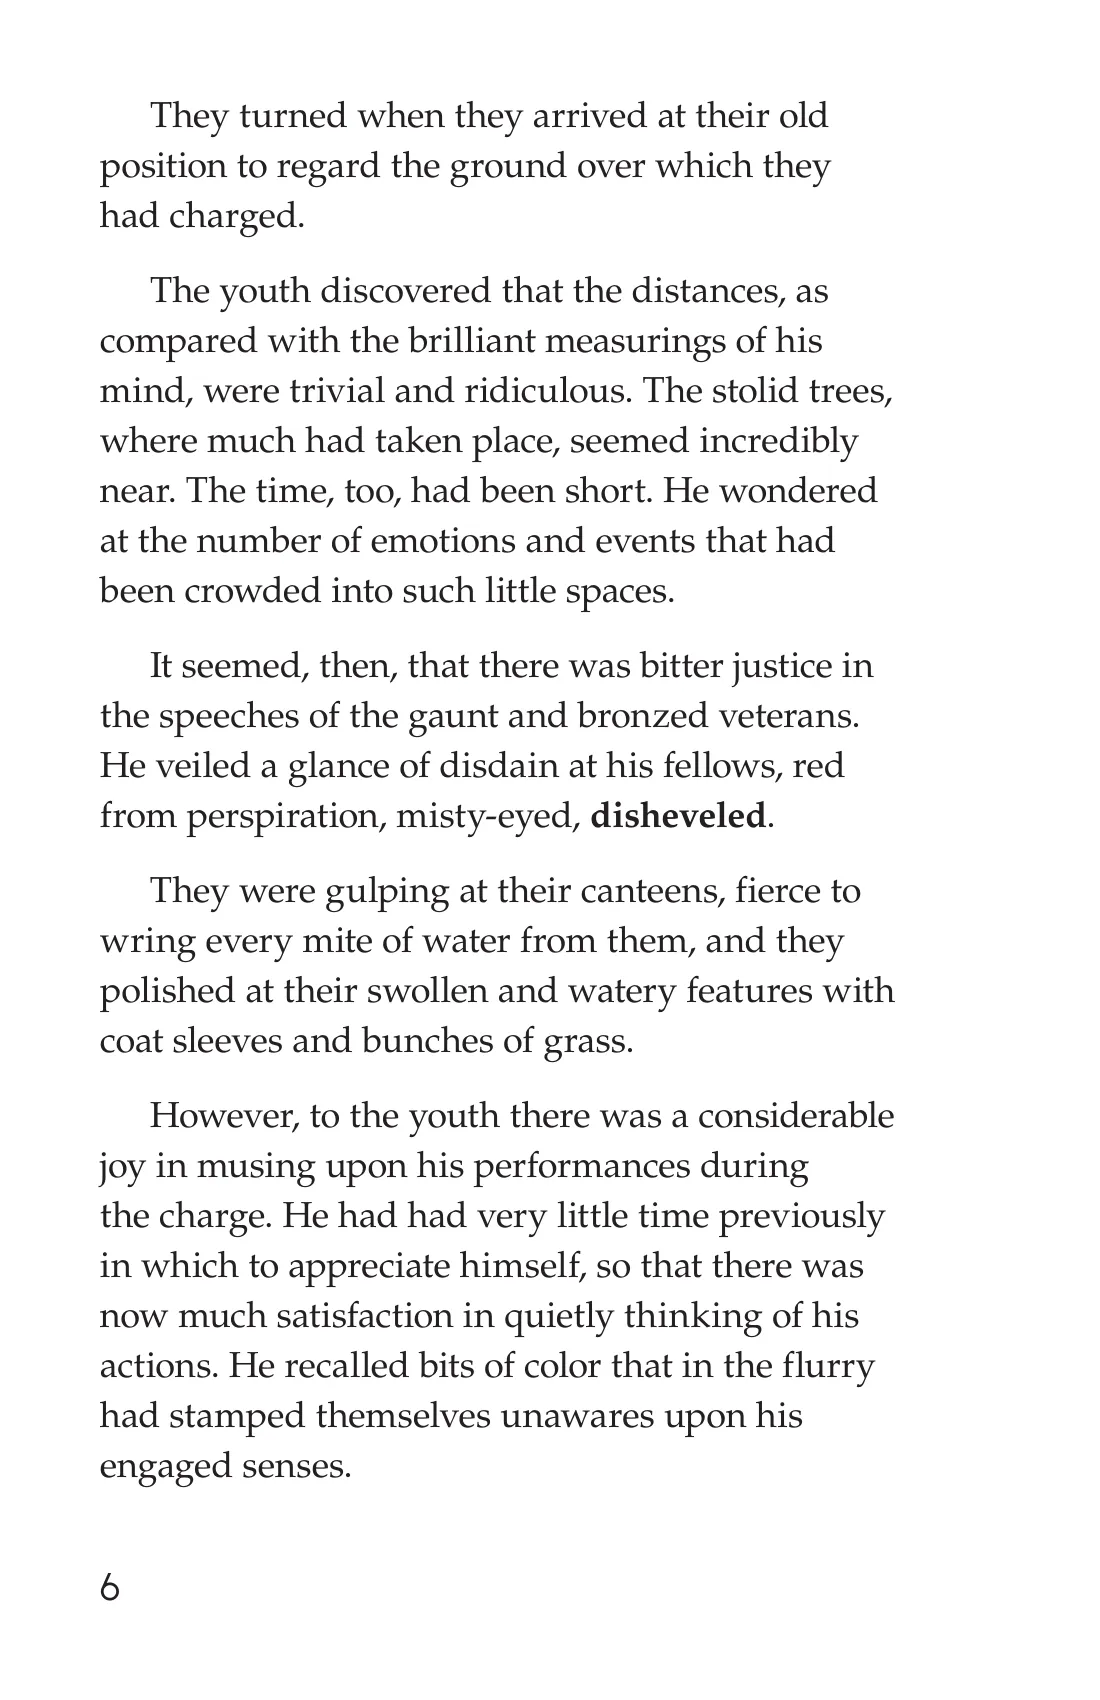 They turned when they arrived at their old
position to regard the ground over which they
had charged.
The youth discovered that the distances, as
compared with the brilliant measurings of his
mind, were trivial and ridiculous. The stolid trees,
where much had taken place, seemed incredibly
near. The time, too, had been short. He wondered
at the number of emotions and events that had
been crowded into such little spaces.
It seemed, then, that there was bitter justice in
the speeches of the gaunt and bronzed veterans.
He veiled a glance of disdain at his fellows, red
from perspiration, misty-eyed, disheveled.
They were gulping at their canteens, fierce to
wring every mite of water from them, and they
polished at their swollen and watery features with
coat sleeves and bunches of grass.
However, to the youth there was a considerable
joy in musing upon his performances during
the charge. He had had very little time previously
in which to appreciate himself, so that there was
now much satisfaction in quietly thinking of his
actions. He recalled bits of color that in the flurry
had stamped themselves unawares upon his
engaged senses.
6